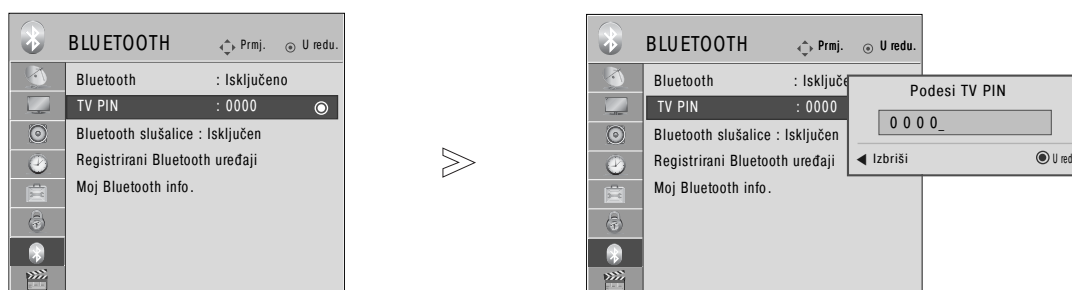 BLUETOOTH Prmj. U redu.
Bluetooth : Isključeno
TV PIN : 0000
Bluetooth slušalice : Isključen
Registrirani Bluetooth uređaji
Moj Bluetooth info.
BLUETOOTH Prmj. U redu.
Bluetooth : Isključe
TV PIN : 0000
Bluetooth slušalice : Isključen
Registrirani Bluetooth uređaji
Moj Bluetooth info.
Podesi TV PIN
0 0 0 0_
Izbriši U red